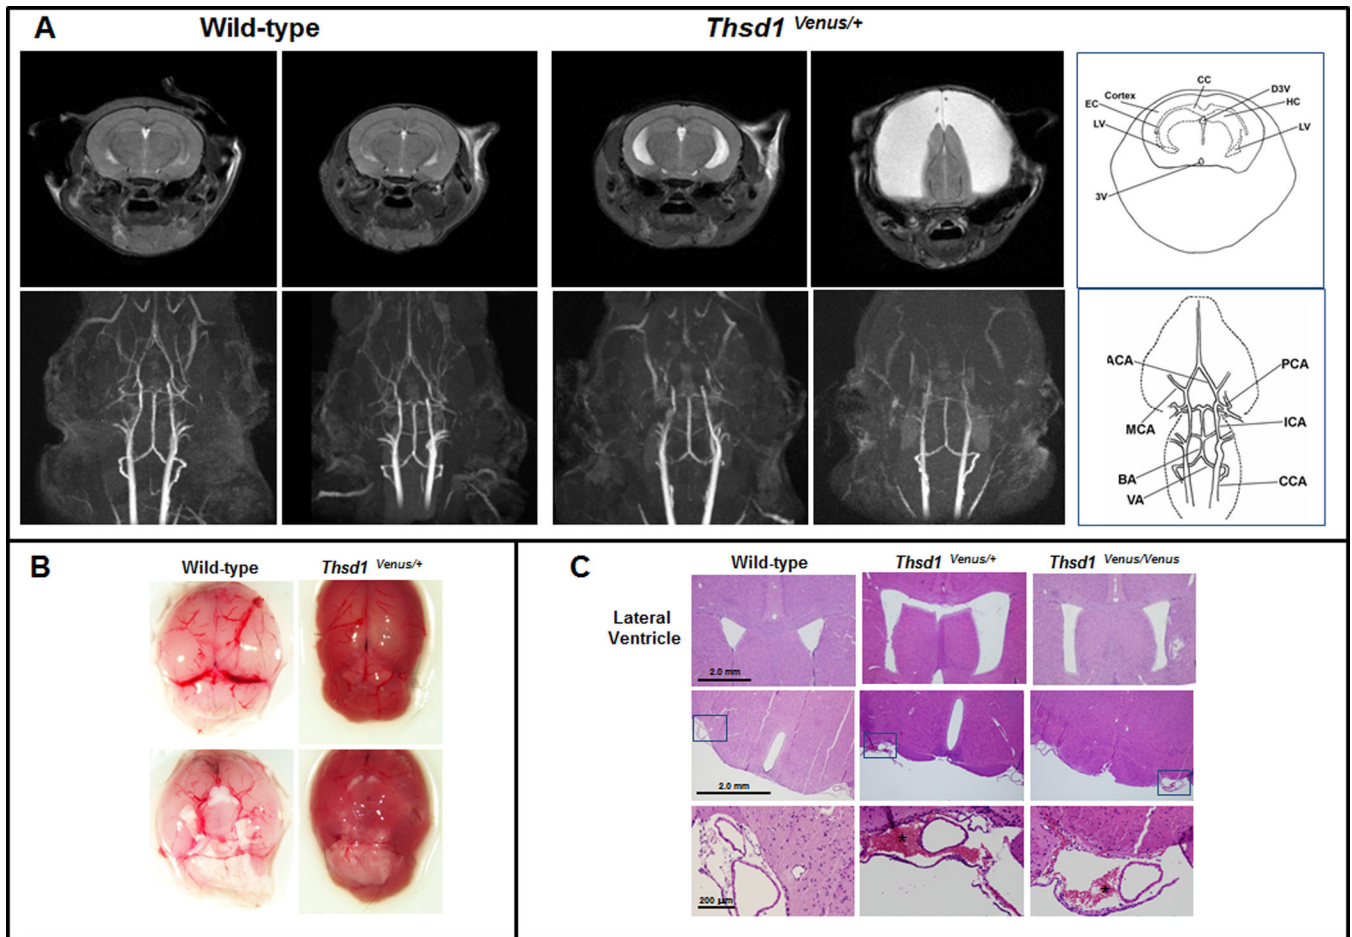 A
Wild-type
Thsd1 Venus/+
CC
Cortex
D3V
EC
HC
LV
LV
3V
ACA
PCA
MCA
ICA
BA
VA
CCA
B
Wild-type
Thsd1 Venus/+
C
Wild-type
Thsd1 Venus/+
Thsd1 Venus/Venus
Lateral
Ventricle
2.0 mm
2.0 mm
200 µm
*
*